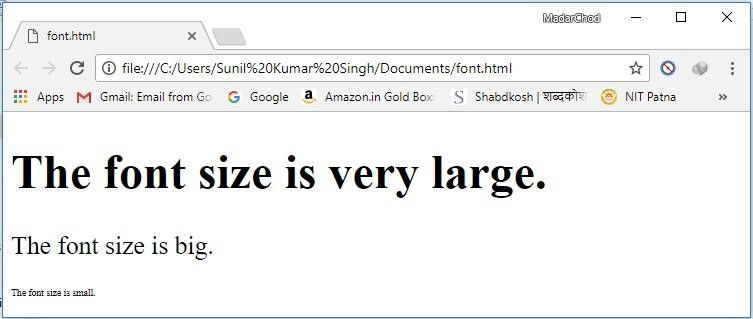 MadarChod
font.html
file:///C:/Users/Sunil%20Kumar%20Singh/Documents/font.html
Apps Gmail: Email from Go Google Amazon.in Gold Box: Shabdkosh | शब्दकोश NIT Patna »
The font size is very large.
The font size is big.
The font size is small.